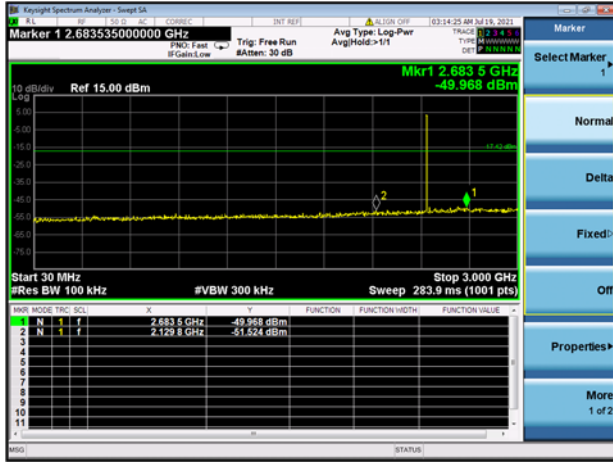 Keysight Spectrum Analyzer - Swept SA
RL RF 50 Ω AC CORREC INT REF ALIGN OFF 03:14:25 AM Jul 19, 2021
Marker 1 2.683535000000 GHz
PNO: Fast
IFGain:Low
Trig: Free Run
#Atten: 30 dB
Avg Type: Log-Pwr
Avg|Hold:>1/1
TRACE 1 2 3 4 5 6
TYPE M
DET P N N N N N
Mkr1 2.683 5 GHz
-49.968 dBm
10 dB/div Ref 15.00 dBm
Log
5.00
-5.00
-15.0
-25.0
-35.0
-45.0
-55.0
-65.0
-75.0
-17.42 dBm
2
1
Start 30 MHz
#Res BW 100 kHz
#VBW 300 kHz
Stop 3.000 GHz
Sweep 283.9 ms (1001 pts)
MKR MODE TRC SCL X Y FUNCTION FUNCTION WIDTH FUNCTION VALUE
1 N 1 f 2.683 5 GHz -49.968 dBm
2 N 1 f 2.129 8 GHz -51.524 dBm
3
4
5
6
7
8
9
10
11
MSG STATUS
Marker
Select Marker
1
Normal
Delta
Fixed
Off
Properties
More
1 of 2